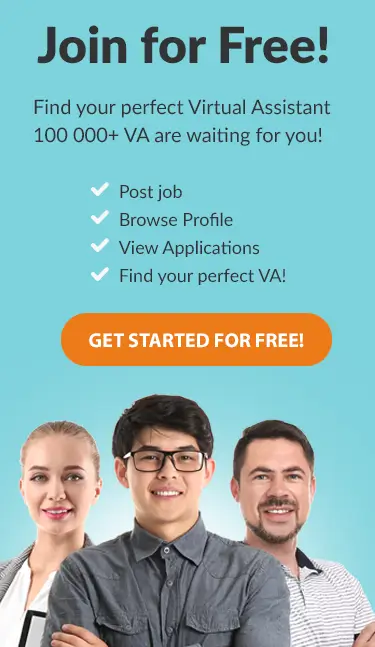 Join for Free!
Find your perfect Virtual Assistant
100 000+ VA are waiting for you!
Post job
Browse Profile
View Applications
Find your perfect VA!
GET STARTED FOR FREE!